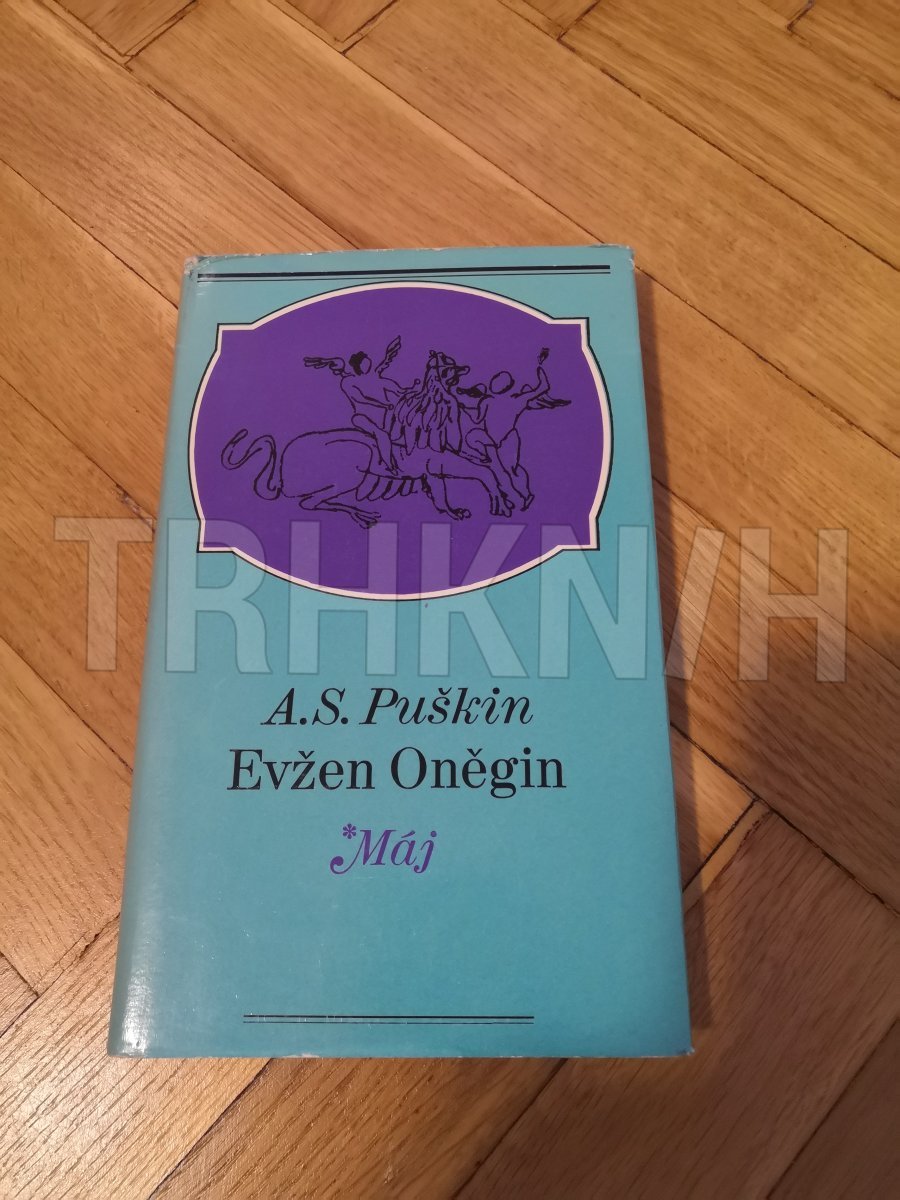 TRHKNIH
A.S. Puškin
Evžen Oněgin
*Máj